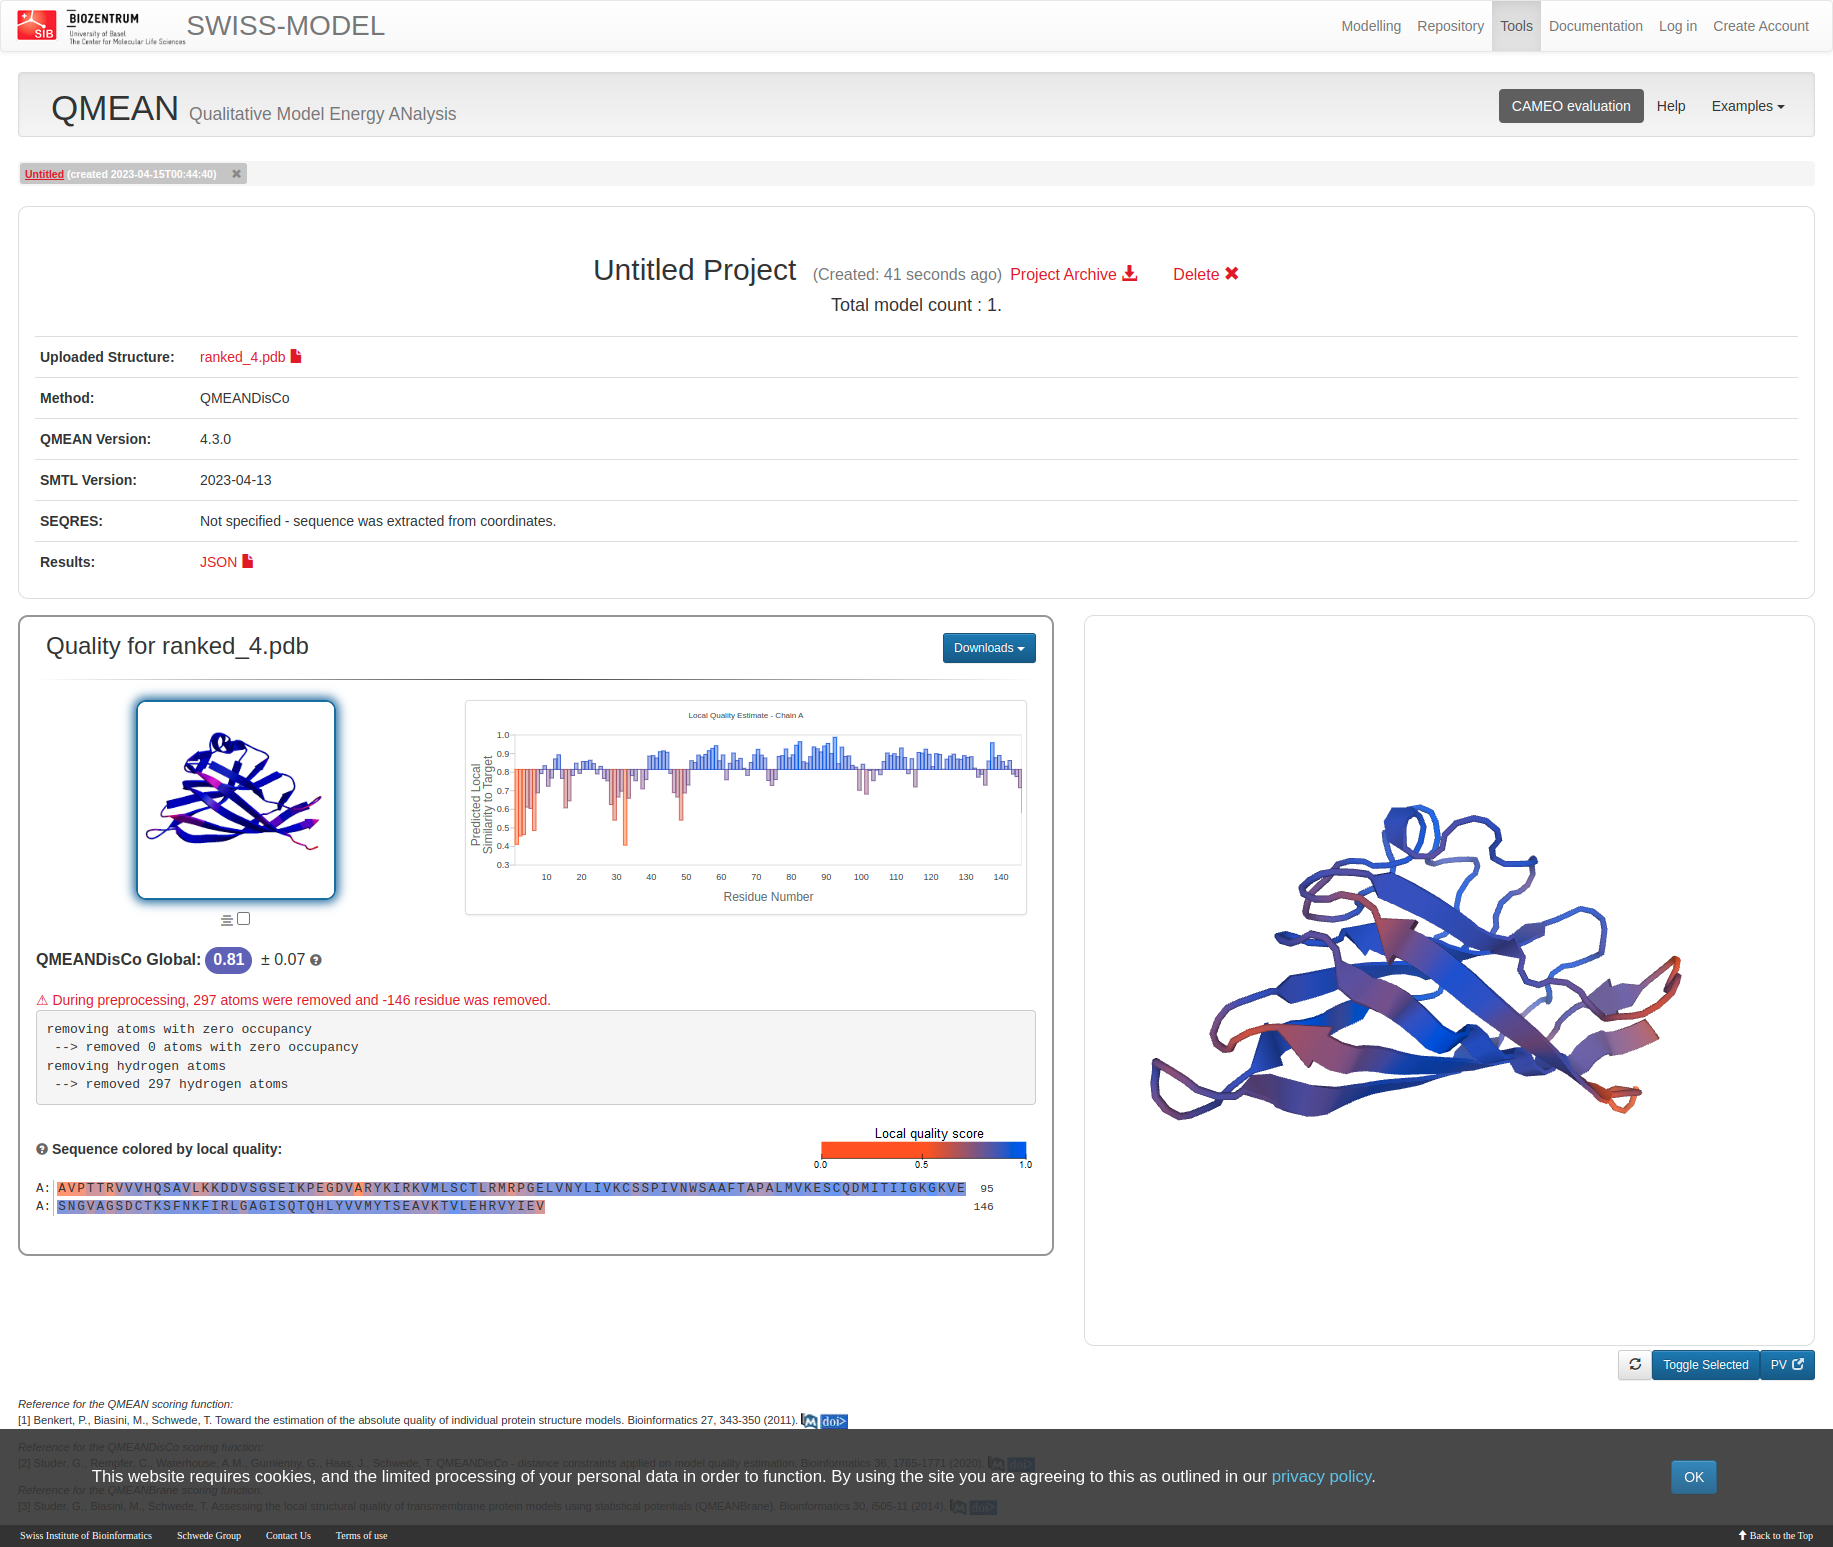 SIB
BIOZENTRUM
University of Basel
The Center for Molecular Life Sciences
SWISS-MODEL
Modelling Repository Tools Documentation Log in Create Account
QMEAN Qualitative Model Energy ANalysis
CAMEO evaluation Help Examples
Untitled (created 2023-04-15T00:44:40)
Untitled Project (Created: 41 seconds ago) Project Archive Delete
Total model count : 1.
Uploaded Structure: ranked_4.pdb
Method: QMEANDisCo
QMEAN Version: 4.3.0
SMTL Version: 2023-04-13
SEQRES: Not specified - sequence was extracted from coordinates.
Results: JSON
Quality for ranked_4.pdb
Downloads
Local Quality Estimate - Chain A
Predicted Local
Similarity to Target
1.0
0.9
0.8
0.7
0.6
0.5
0.4
0.3
10 20 30 40 50 60 70 80 90 100 110 120 130 140
Residue Number
QMEANDisCo Global: 0.81 ± 0.07
⚠ During preprocessing, 297 atoms were removed and -146 residue was removed.
removing atoms with zero occupancy
--> removed 0 atoms with zero occupancy
removing hydrogen atoms
--> removed 297 hydrogen atoms
Sequence colored by local quality:
Local quality score
0.0 0.5 1.0
A: AVPTTRVVVHQSAVLKKDDVSGSEIKPEGDVARYKIRKVMLSCTLRMRPGELVNYLIVKCSSPIVNWSAAFTAPALMVKESCQDMITIIGKGKVE 95
A: SNGVAGSDCTKSFNKFIRLGAGISQTQHLYVVMYTSEAVKTVLEHRVYIEV 146
Toggle Selected
PV
Reference for the QMEAN scoring function:
[1] Benkert, P., Biasini, M., Schwede, T. Toward the estimation of the absolute quality of individual protein structure models. Bioinformatics 27, 343-350 (2011). M doi>
Reference for the QMEANDisCo scoring function:
[2] Studer, G., Rempfer, C., Waterhouse, A.M., Gumienny, G., Haas, J., Schwede, T. QMEANDisCo - distance constraints applied on model quality estimation. Bioinformatics 36, 1765-1771 (2020). M doi>
This website requires cookies, and the limited processing of your personal data in order to function. By using the site you are agreeing to this as outlined in our privacy policy.
OK
Reference for the QMEANBrane scoring function:
[3] Studer, G., Biasini, M., Schwede, T. Assessing the local structural quality of transmembrane protein models using statistical potentials (QMEANBrane). Bioinformatics 30, i505-11 (2014). M doi>
Swiss Institute of Bioinformatics Schwede Group Contact Us Terms of use
Back to the Top